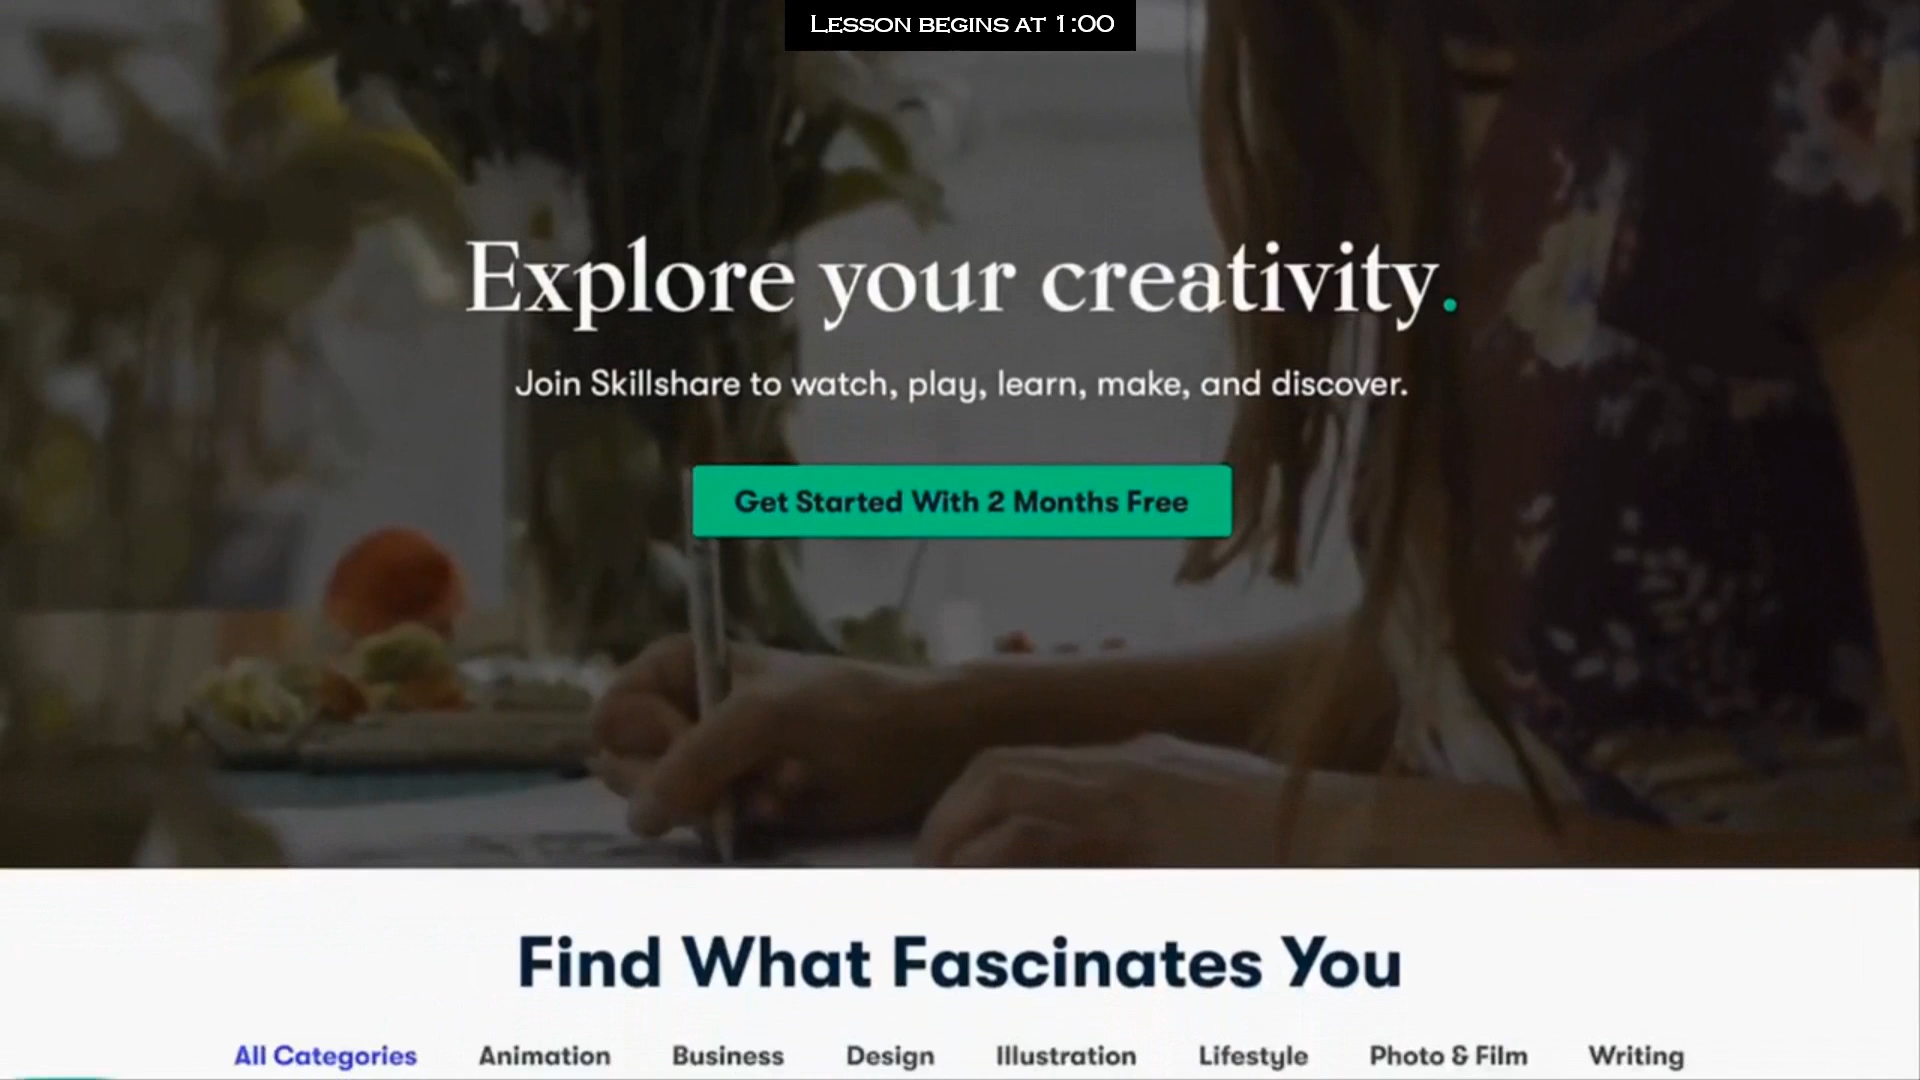 Lesson begins at 1:00
Explore your creativity.
Join Skillshare to watch, play, learn, make, and discover.
Get Started With 2 Months Free
Find What Fascinates You
All Categories Animation Business Design Illustration Lifestyle Photo & Film Writing